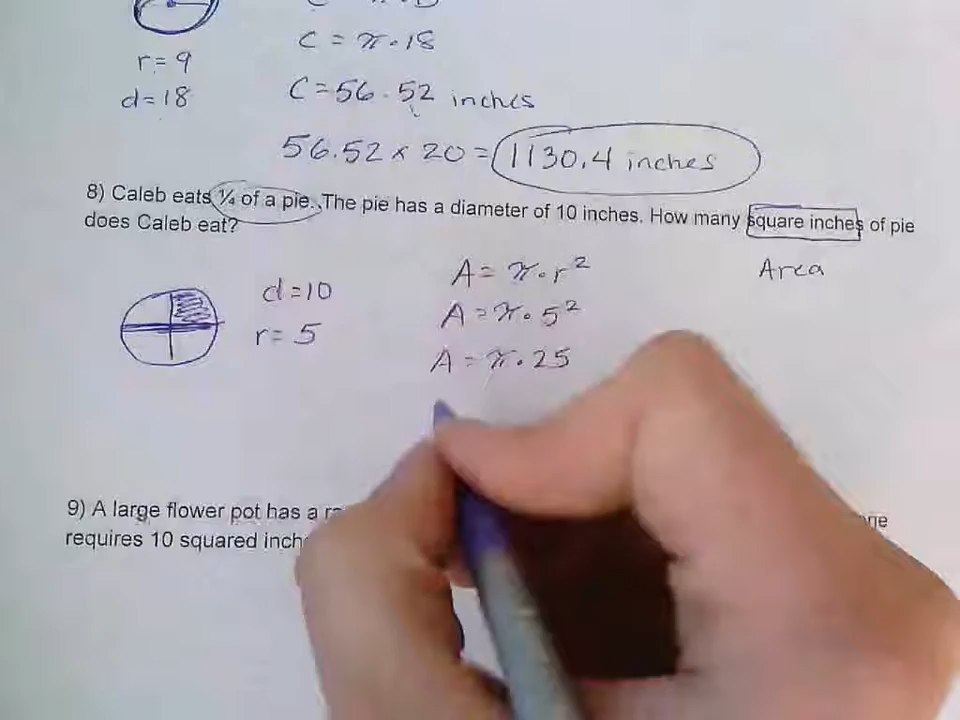 C = π·18
r = 9
C = 56.52 inches
d = 18
56.52 x 20 = 1130.4 inches
8) Caleb eats ¼ of a pie. The pie has a diameter of 10 inches. How many square inches of pie
does Caleb eat?
A = π·r²
Area
d = 10
A = π·5²
r = 5
A = π·25
9) A large flower pot has a
requires 10 squared